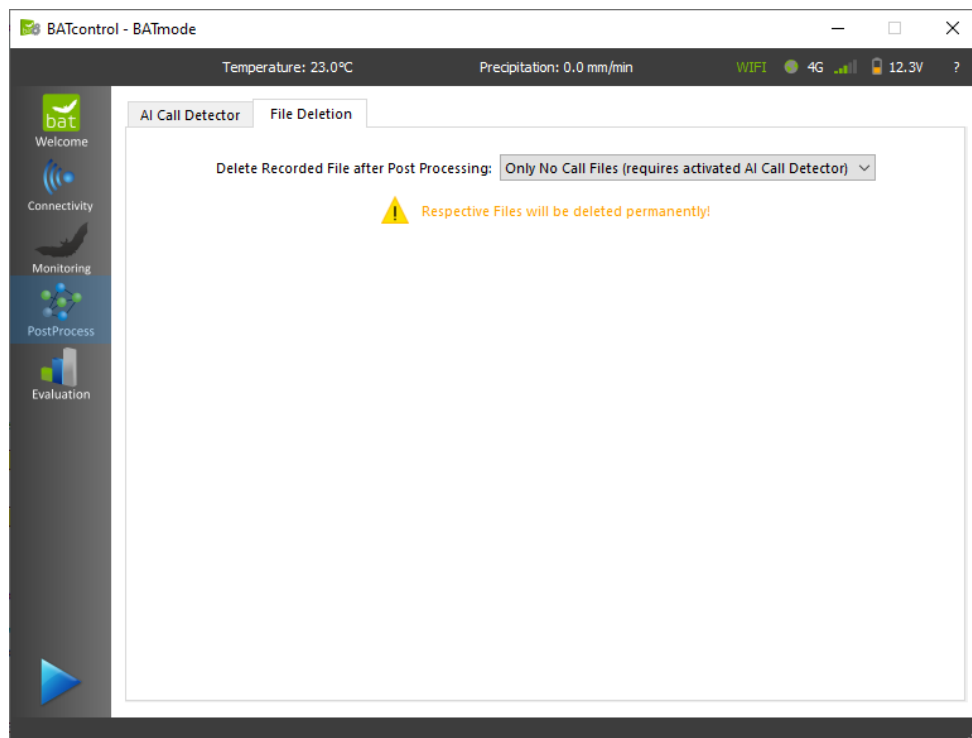 BATcontrol - BATmode
Temperature: 23.0°C Precipitation: 0.0 mm/min WIFI 4G 12.3V ?
bat
Welcome
Connectivity
Monitoring
PostProcess
Evaluation
AI Call Detector File Deletion
Delete Recorded File after Post Processing: Only No Call Files (requires activated AI Call Detector)
Respective Files will be deleted permanently!